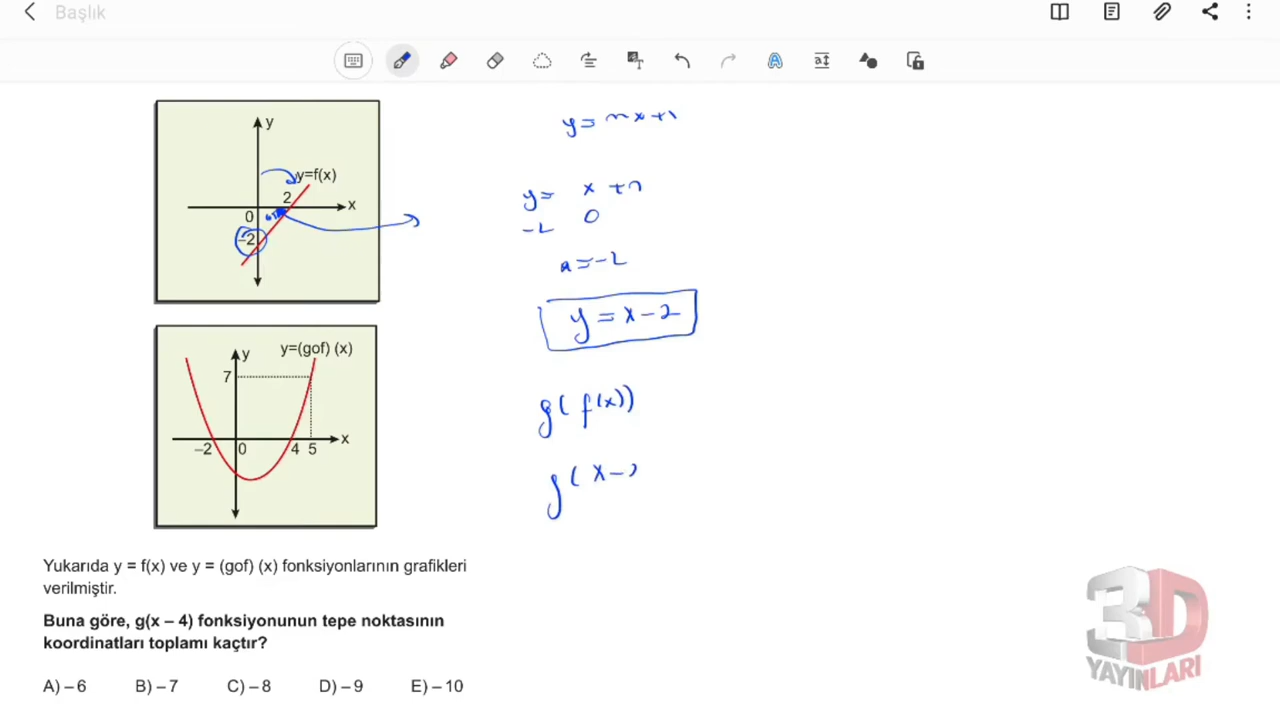 Başlık
y
y=f(x)
2
0
x
–2
y = mx + n
y = x + n
-2 0
n = -2
y = x - 2
y=(gof) (x)
y
7
–2
0
4 5
x
g( f(x))
g( x -
Yukarıda y = f(x) ve y = (gof) (x) fonksiyonlarının grafikleri
verilmiştir.
Buna göre, g(x – 4) fonksiyonunun tepe noktasının
koordinatları toplamı kaçtır?
A) – 6 B) – 7 C) – 8 D) – 9 E) – 10
3D
YAYINLARI